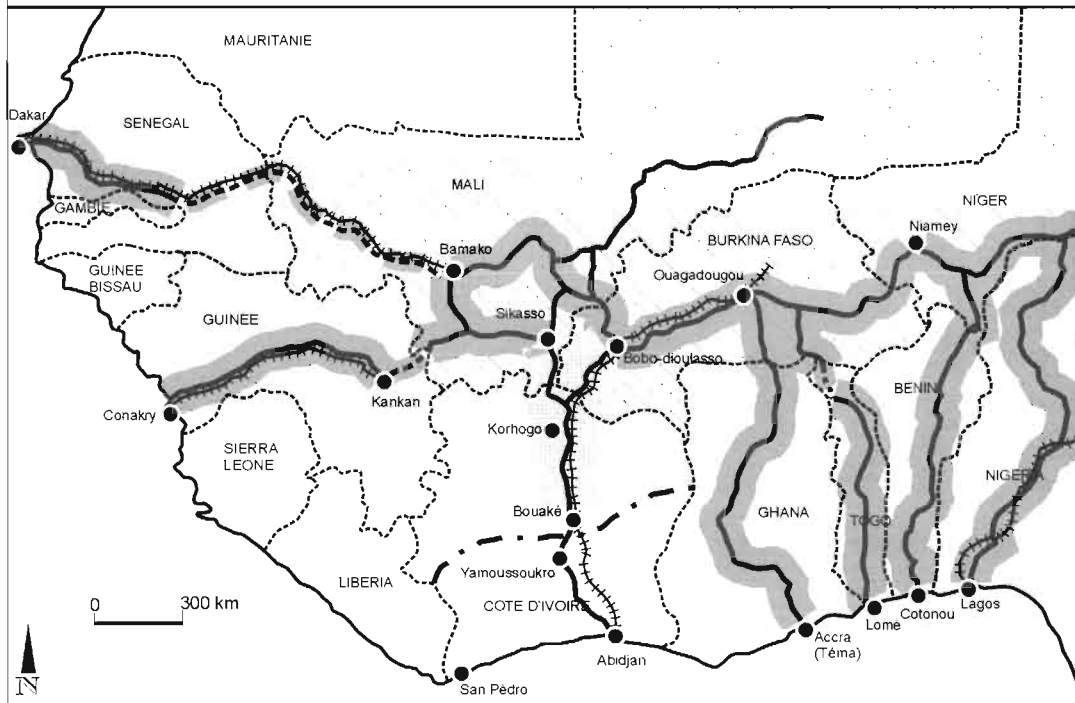 MAURITANIE
Dakar
SENEGAL
MALI
NIGER
GAMBIE
Niamey
BURKINA FASO
Bamako
GUINEE
BISSAU
Ouagadougou
GUINEE
Sikasso
Bobo-dioulasso
BENIN
Kankan
Conakry
Korhogo
SIERRA
LEONE
NIGERIA
Bouaké
GHANA
TOGO
Yamoussoukro
LIBERIA
0 300 km
COTE D'IVOIRE
Lagos
Cotonou
Lome
Accra
(Téma)
Abidjan
N
San Pédro